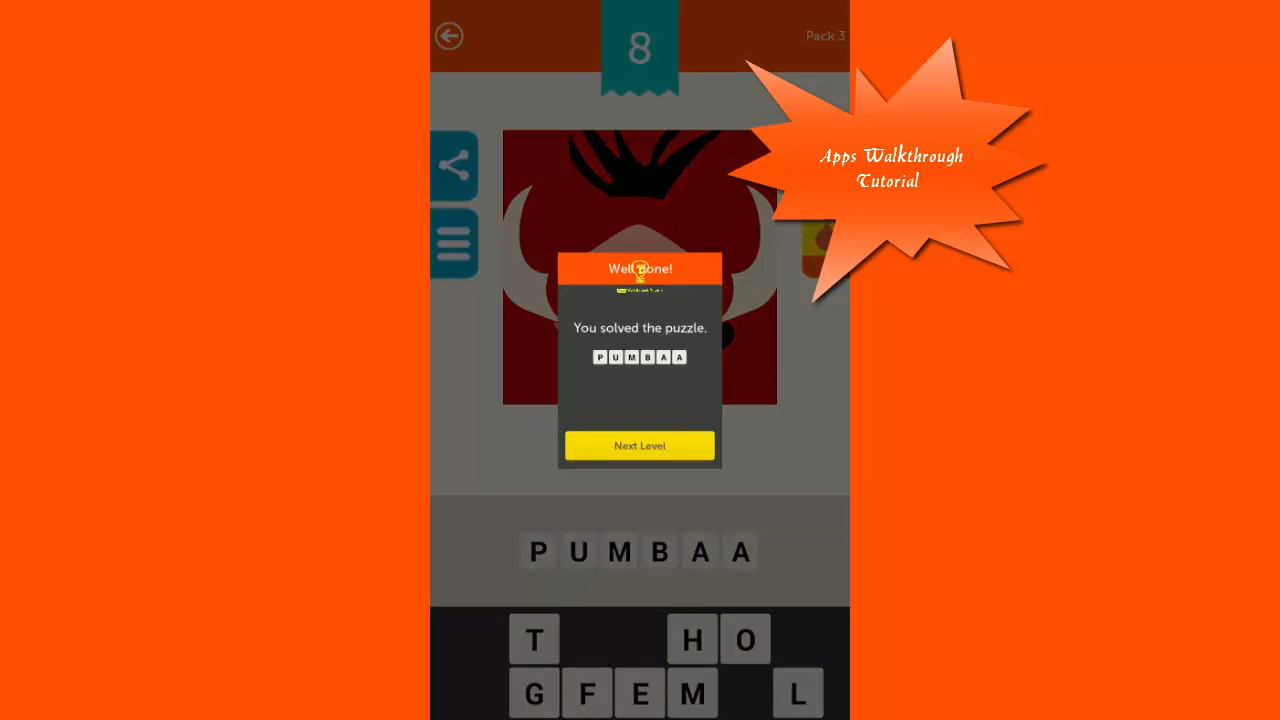 8
Pack 3
Apps Walkthrough
Tutorial
Well Done!
You solved the puzzle.
P U M B A A
Next Level
P U M B A A
T H O
G F E M L